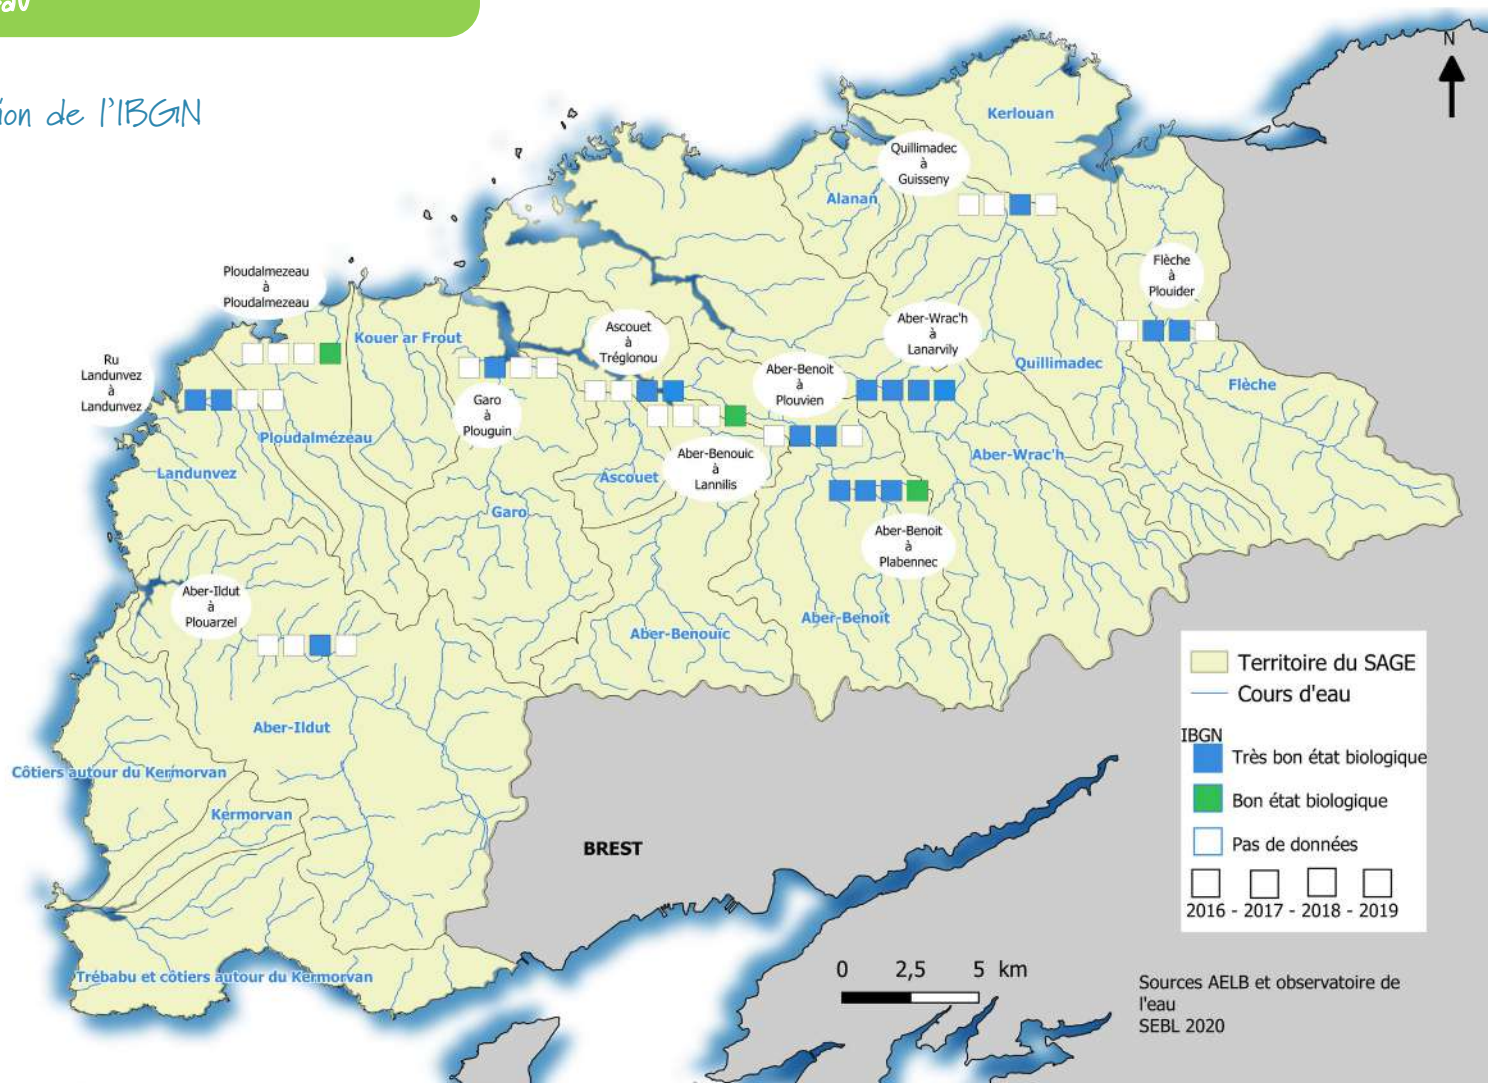 ion de l'IBGN
N
Kerlouan
Quillimadec
à
Guisseny
Alanan
Flèche
à
Plouider
Ploudalmezeau
à
Ploudalmezeau
Aber-Wrac'h
à
Lanarvily
Ascouet
à
Tréglonou
Kouer ar Frout
Ru
Landunvez
à
Landunvez
Aber-Benoit
à
Plouvien
Quillimadec
Flèche
Garo
à
Plouguin
Ploudalmézeau
Landunvez
Aber-Benouic
à
Lannilis
Ascouet
Aber-Wrac'h
Garo
Aber-Benoit
à
Plabennec
Aber-Ildut
à
Plouarzel
Aber-Benouïc
Aber-Benoît
Aber-Ildut
Côtiers autour du Kermorvan
Kermorvan
BREST
Trébabu et côtiers autour du Kermorvan
Territoire du SAGE
Cours d'eau
IBGN
Très bon état biologique
Bon état biologique
Pas de données
2016 - 2017 - 2018 - 2019
0 2,5 5 km
Sources AELB et observatoire de
l'eau
SEBL 2020